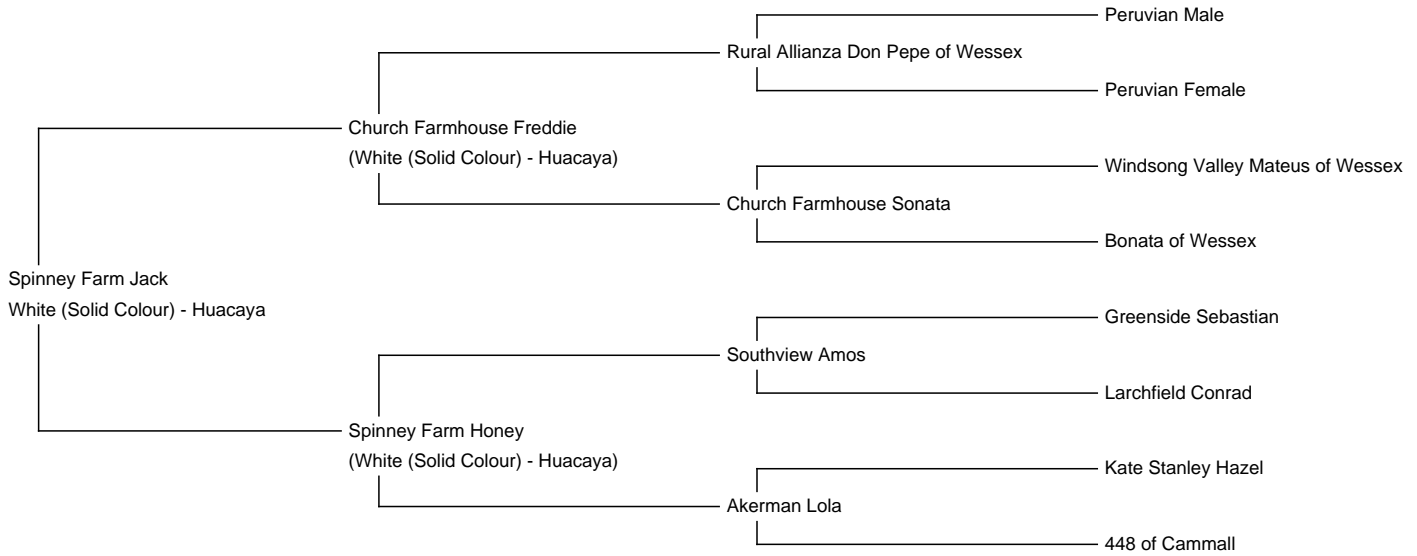 Peruvian Male
Rural Allianza Don Pepe of Wessex
Peruvian Female
Church Farmhouse Freddie
(White (Solid Colour) - Huacaya)
Windsong Valley Mateus of Wessex
Church Farmhouse Sonata
Bonata of Wessex
Spinney Farm Jack
White (Solid Colour) - Huacaya
Greenside Sebastian
Southview Amos
Larchfield Conrad
Spinney Farm Honey
(White (Solid Colour) - Huacaya)
Kate Stanley Hazel
Akerman Lola
448 of Cammall